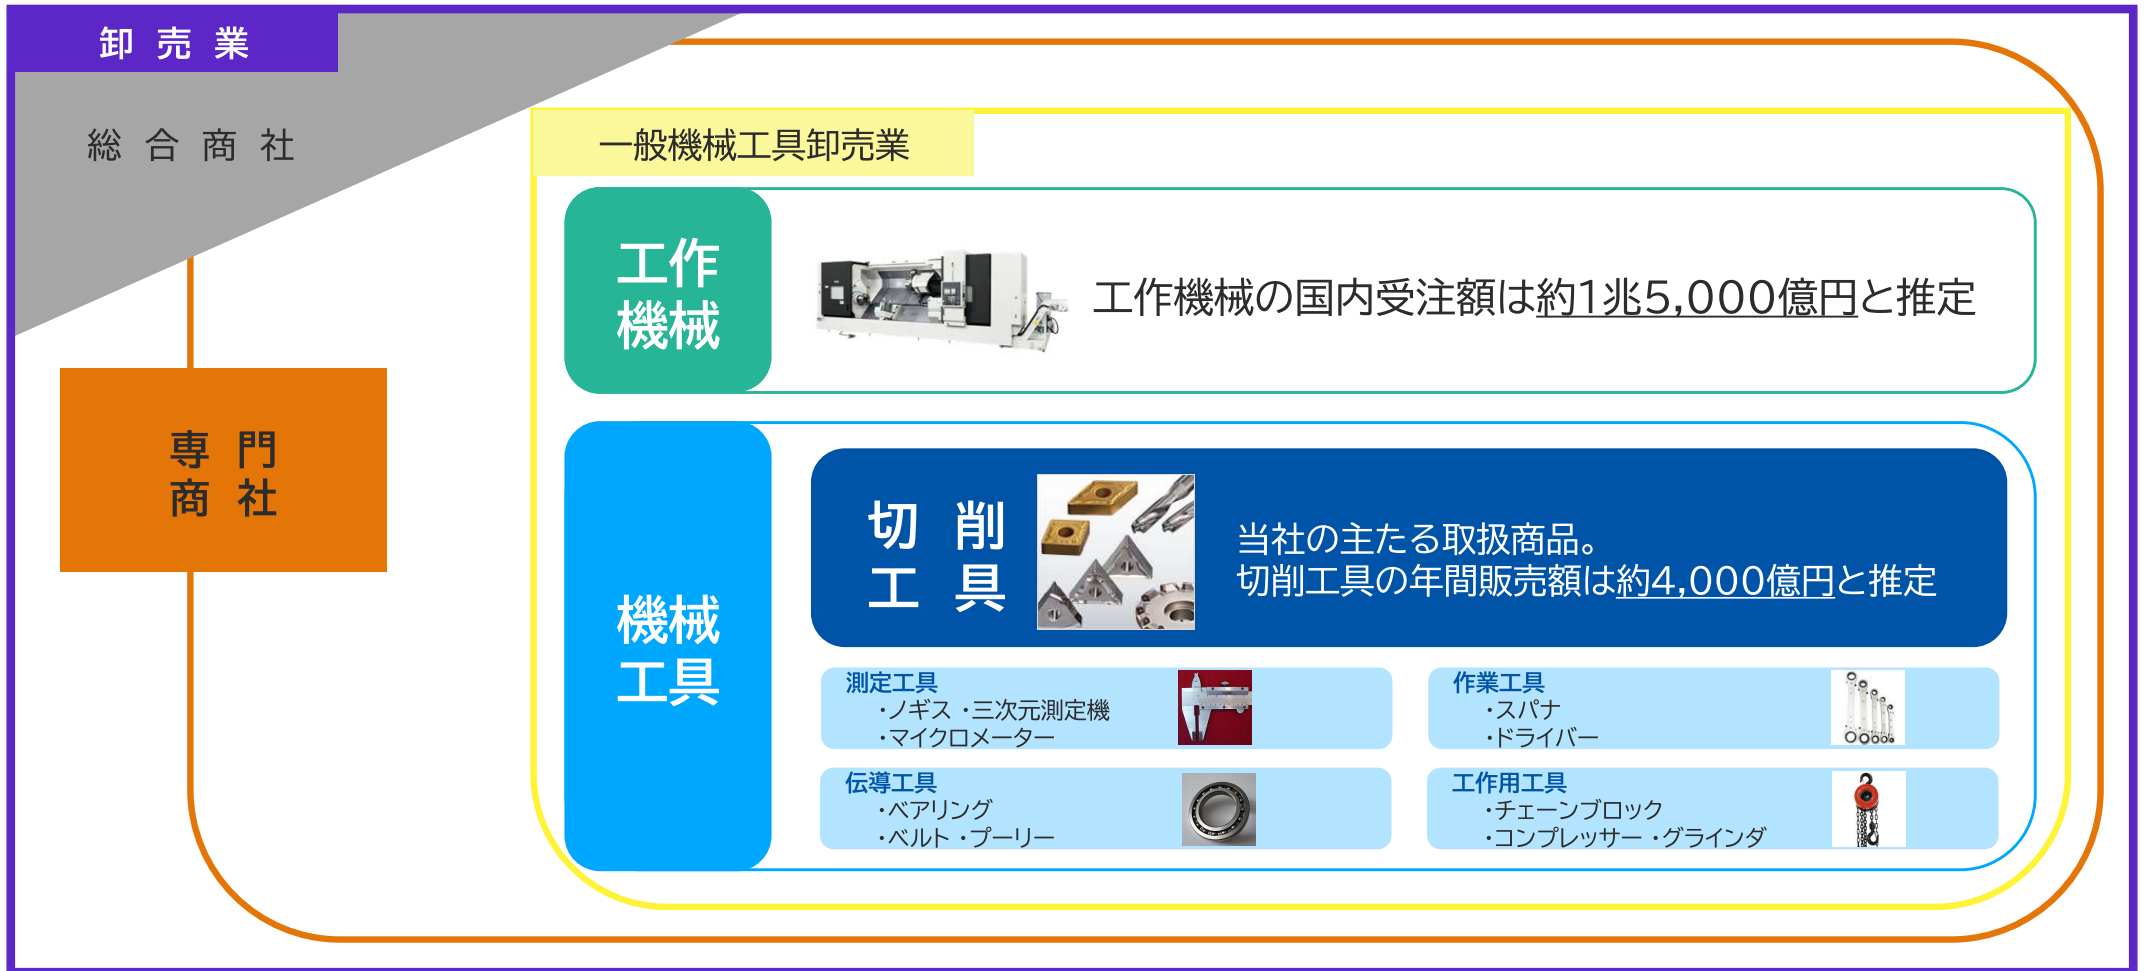 卸売業
総合商社
一般機械工具卸売業
工作
機械
工作機械の国内受注額は約1兆5,000億円と推定
専門
商社
機械
工具
切削
工具
当社の主たる取扱商品。
切削工具の年間販売額は約4,000億円と推定
測定工具
・ノギス ・三次元測定機
・マイクロメーター
作業工具
・スパナ
・ドライバー
伝導工具
・ベアリング
・ベルト ・プーリー
工作用工具
・チェーンブロック
・コンプレッサー ・グラインダ